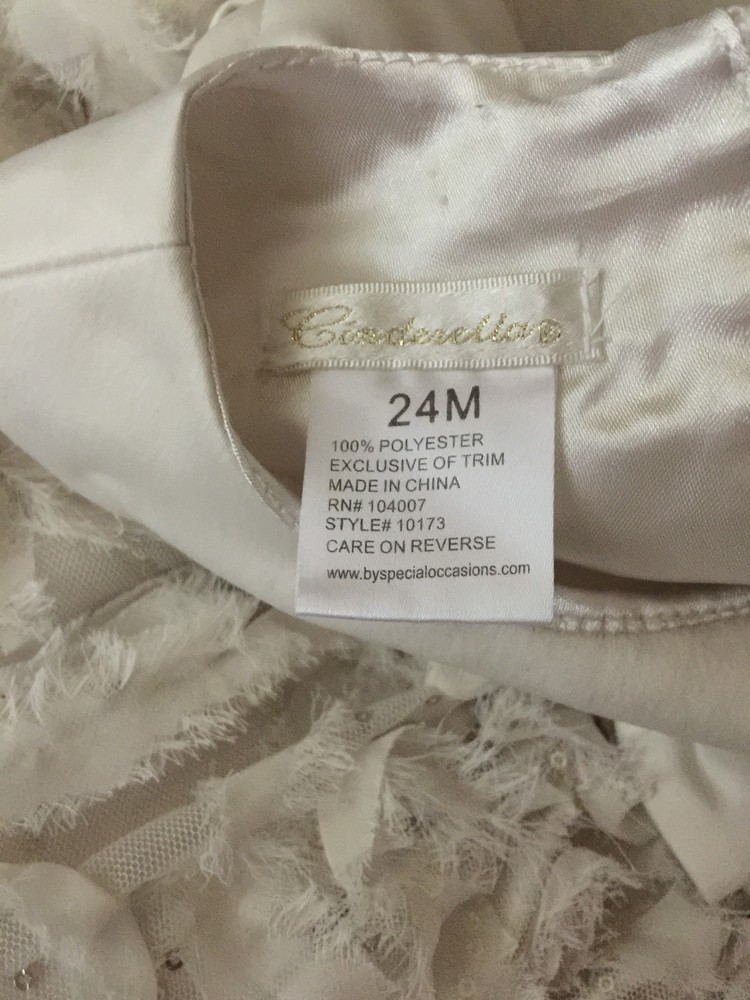 Cinderella®
24M
100% POLYESTER
EXCLUSIVE OF TRIM
MADE IN CHINA
RN# 104007
STYLE# 10173
CARE ON REVERSE
www.byspecialoccasions.com